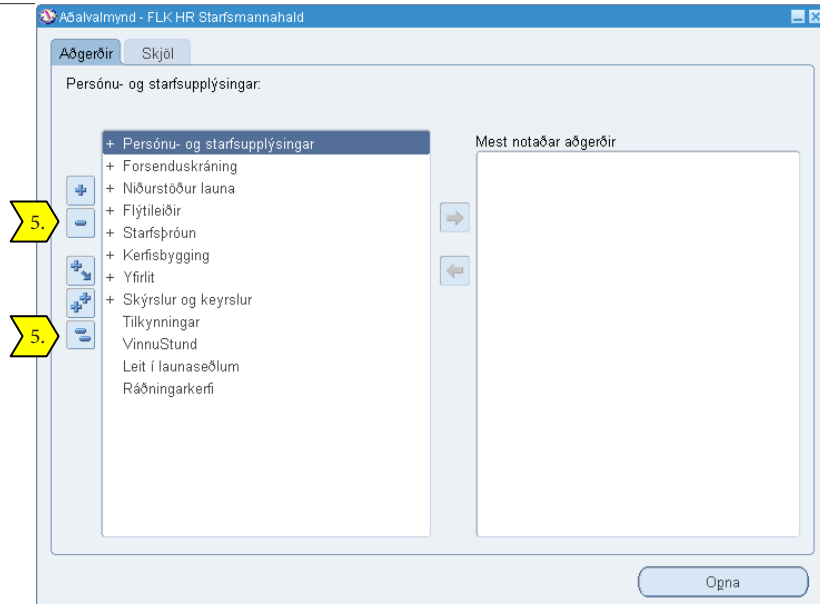 Aðalvalmynd - FLK HR Starfsmannahald
Aðgerðir Skjöl
Persónu- og starfsupplýsingar:
+ Persónu- og starfsupplýsingar
+ Forsenduskráning
+ Niðurstöður launa
+ Flýtileiðir
+ Starfsþróun
+ Kerfisbygging
+ Yfirlit
+ Skýrslur og keyrslur
Tilkynningar
VinnuStund
Leit í launaseðlum
Ráðningarkerfi
5.
5.
Mest notaðar aðgerðir
Opna